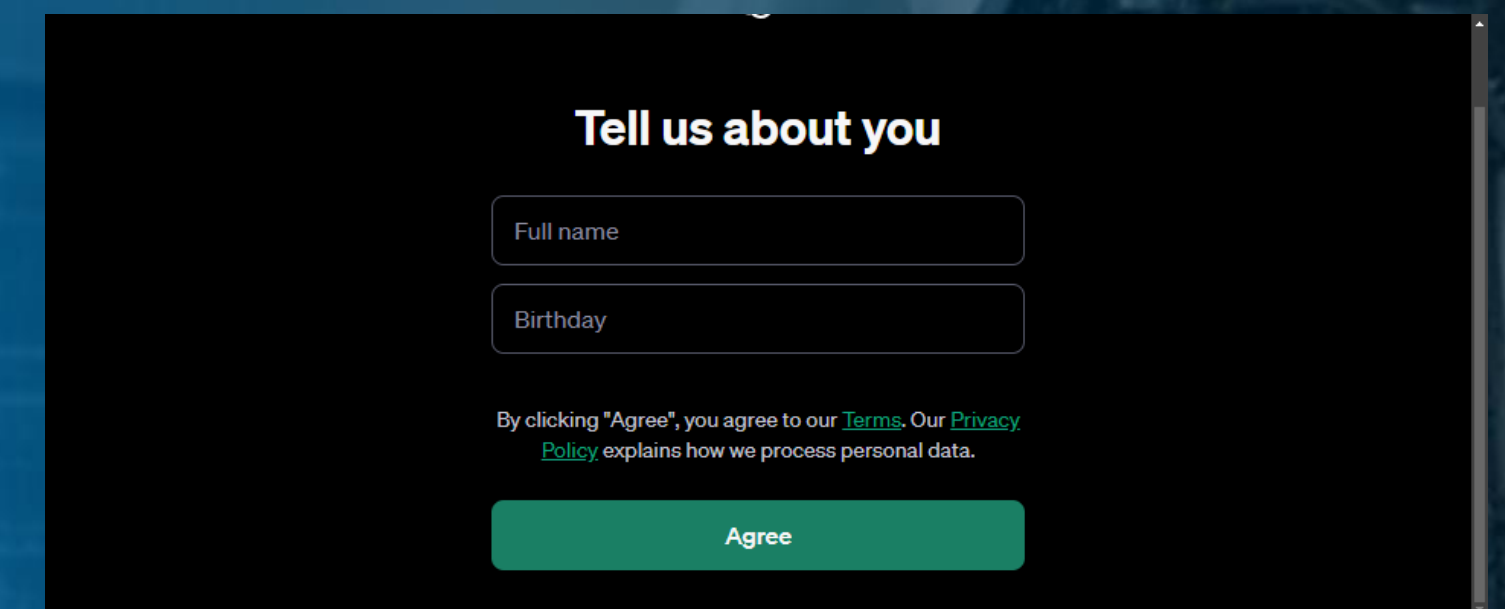 Tell us about you
Full name
Birthday
By clicking "Agree", you agree to our Terms. Our Privacy
Policy explains how we process personal data.
Agree